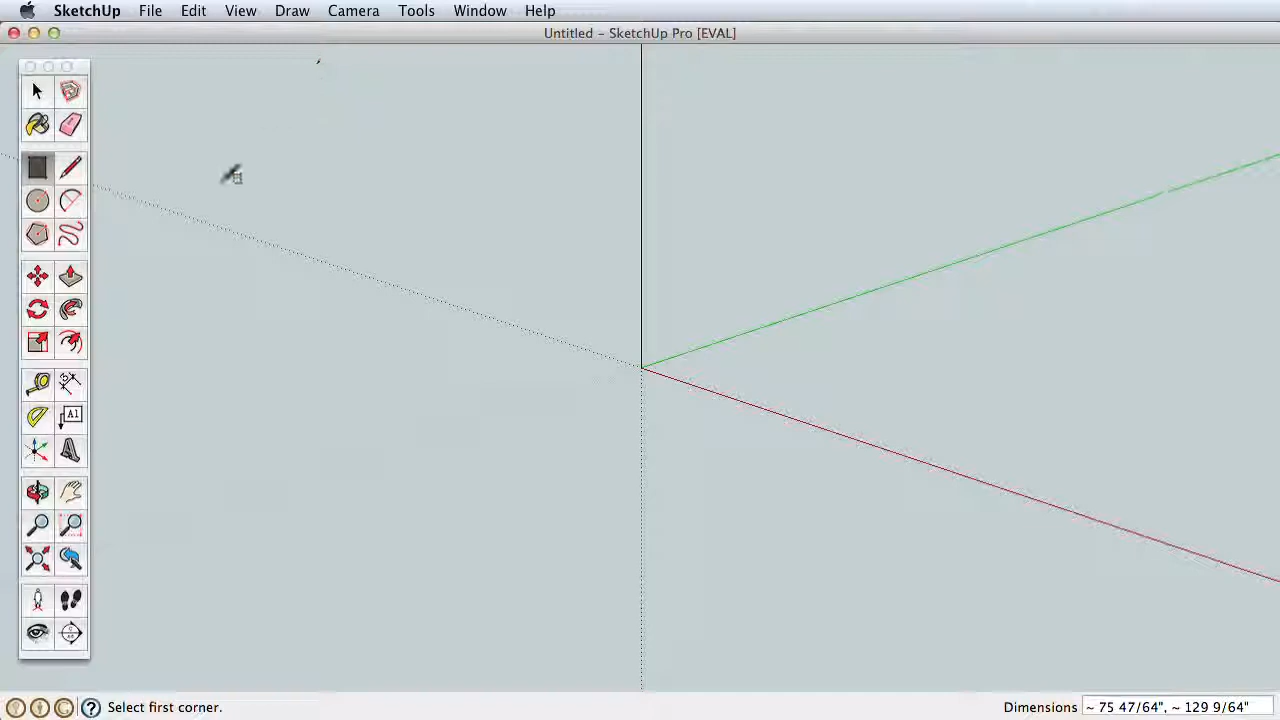 SketchUp File Edit View Draw Camera Tools Window Help
Untitled – SketchUp Pro [EVAL]
A1
Select first corner.
Dimensions ~ 75 47/64", ~ 129 9/64"